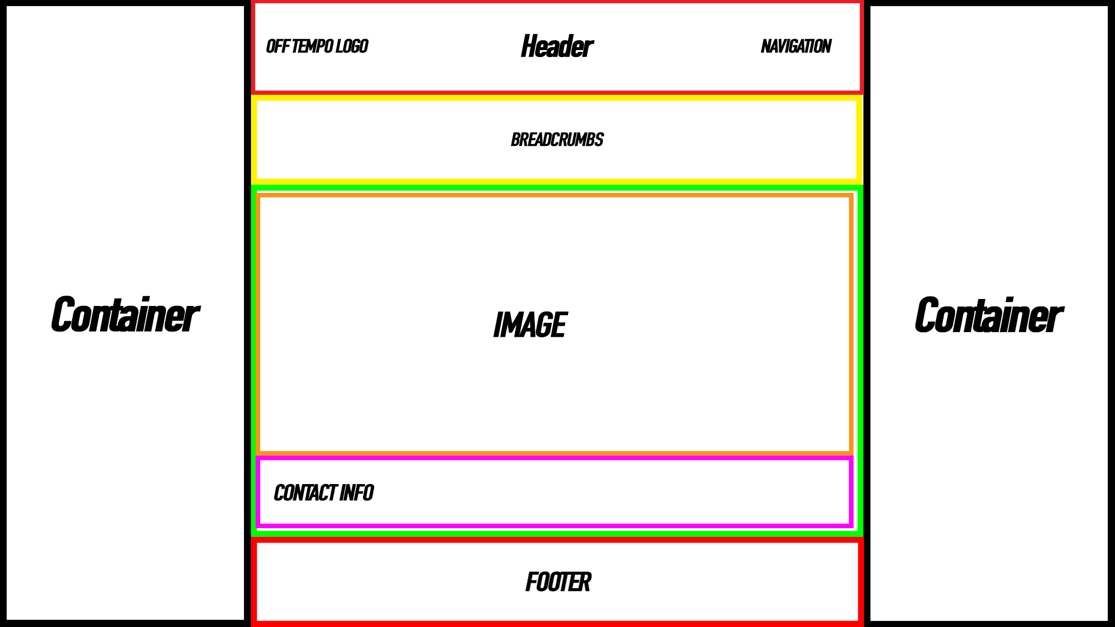 OFF TEMPO LOGO
Header
NAVIGATION
BREADCRUMBS
Container
IMAGE
Container
CONTACT INFO
FOOTER